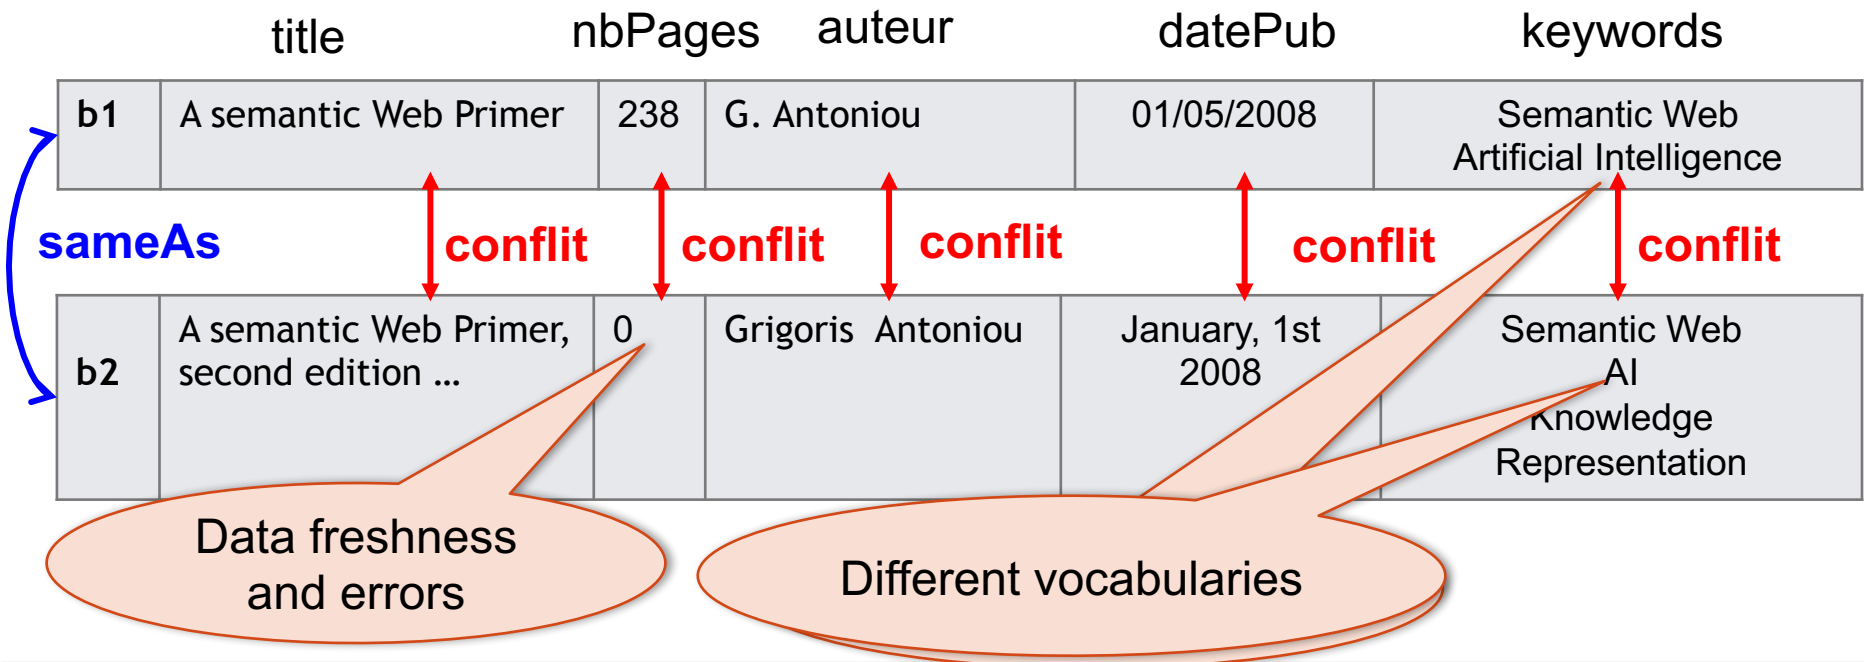 title nbPages auteur datePub keywords
b1 A semantic Web Primer 238 G. Antoniou 01/05/2008 Semantic Web
Artificial Intelligence
sameAs conflit conflit conflit conflit conflit
b2
A semantic Web Primer,
second edition …
0
Grigoris Antoniou
January, 1st
2008
Semantic Web
AI
Knowledge
Representation
Data freshness
and errors
Different vocabularies